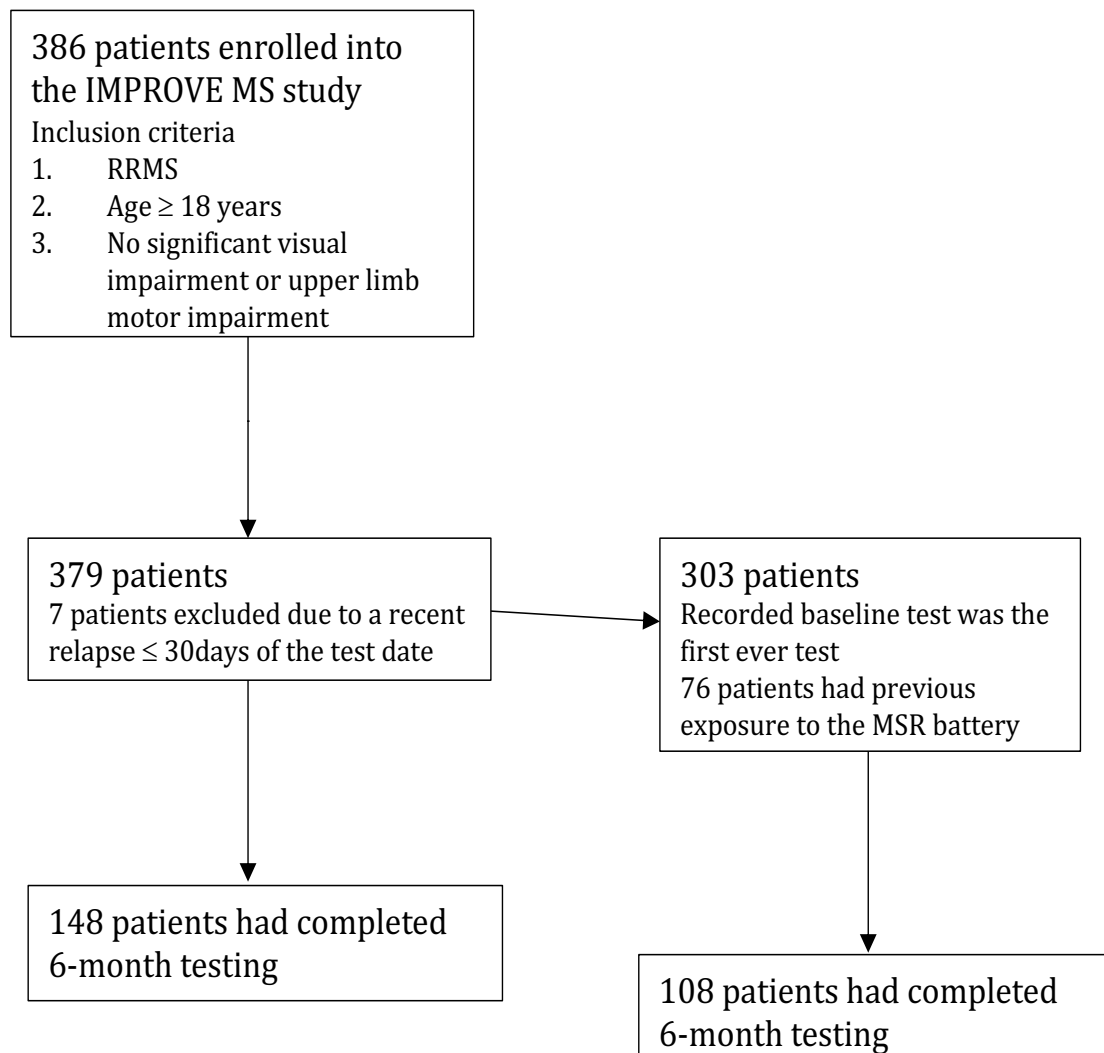 386 patients enrolled into
the IMPROVE MS study
Inclusion criteria
1. RRMS
2. Age ≥ 18 years
3. No significant visual
impairment or upper limb
motor impairment
379 patients
7 patients excluded due to a recent
relapse ≤ 30days of the test date
303 patients
Recorded baseline test was the
first ever test
76 patients had previous
exposure to the MSR battery
148 patients had completed
6-month testing
108 patients had completed
6-month testing